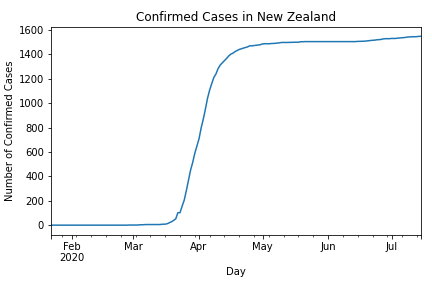 Confirmed Cases in New Zealand
Number of Confirmed Cases
1600
1400
1200
1000
800
600
400
200
0
Feb Mar Apr May Jun Jul
2020
Day